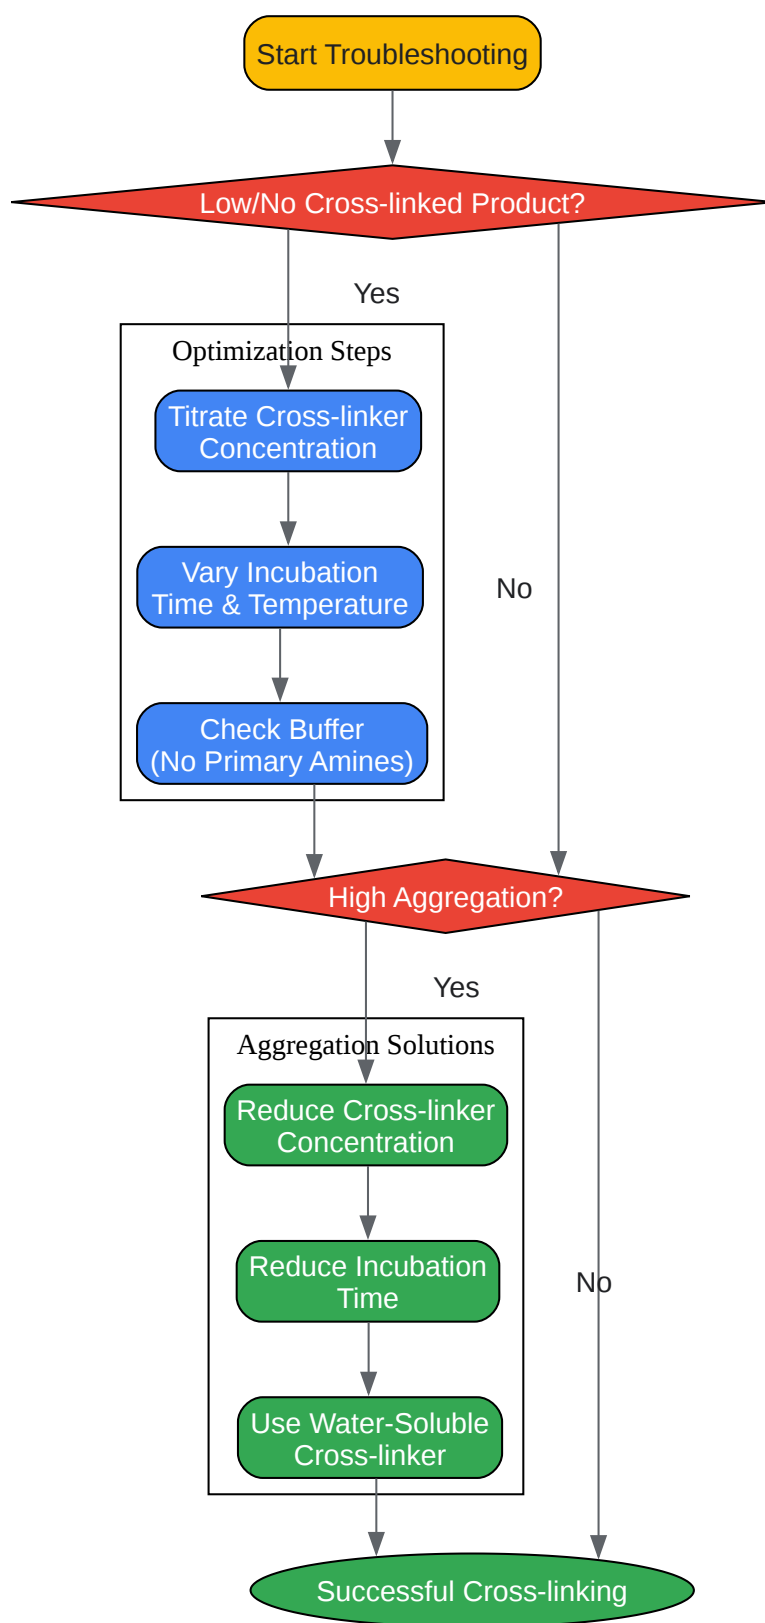 Start Troubleshooting
Low/No Cross-linked Product?
Yes
Optimization Steps
Titrate Cross-linker
Concentration
Vary Incubation
Time & Temperature
No
Check Buffer
(No Primary Amines)
High Aggregation?
Yes
Aggregation Solutions
Reduce Cross-linker
Concentration
Reduce Incubation
Time
No
Use Water-Soluble
Cross-linker
Successful Cross-linking